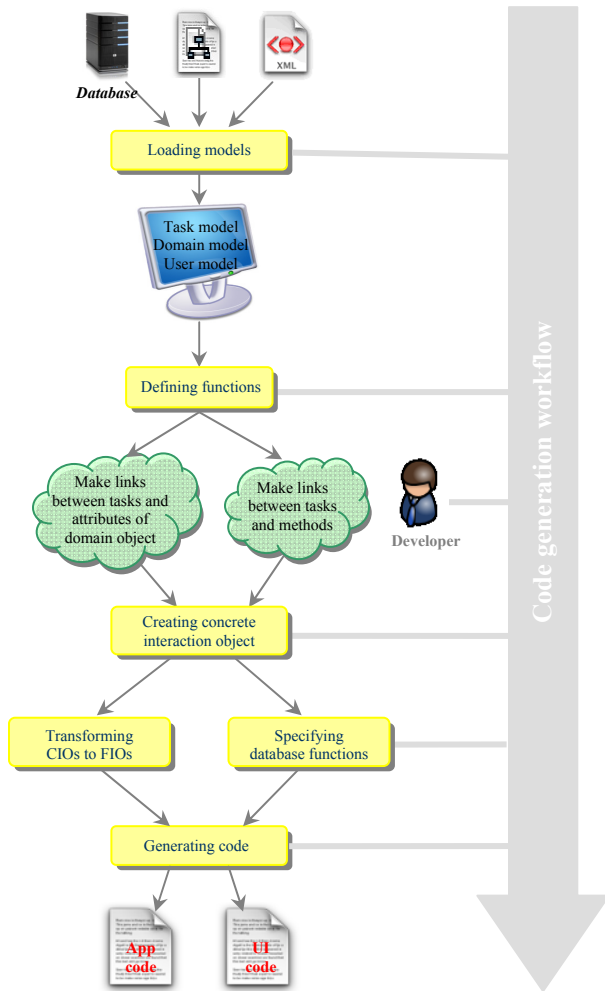 XML
Database
Loading models
Task model
Domain model
User model
Defining functions
Make links
between tasks and
attributes of
domain object
Make links
between tasks
and methods
Developer
Code generation workflow
Creating concrete
interaction object
Transforming
CIOs to FIOs
Specifying
database functions
Generating code
App
code
UI
code